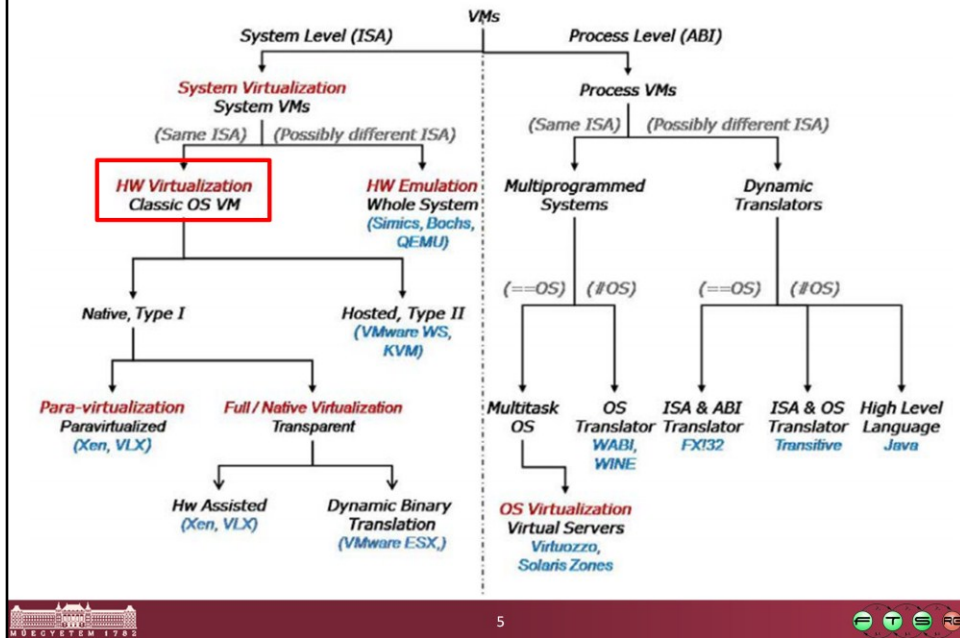 VMs
System Level (ISA)
Process Level (ABI)
System Virtualization
System VMs
(Same ISA)
(Possibly different ISA)
HW Virtualization
Classic OS VM
HW Emulation
Whole System
(Simics, Bochs,
QEMU)
Native, Type I
Hosted, Type II
(VMware WS,
KVM)
Para-virtualization
Paravirtualized
(Xen, VLX)
Full / Native Virtualization
Transparent
Hw Assisted
(Xen, VLX)
Dynamic Binary
Translation
(VMware ESX,)
Process VMs
(Same ISA)
(Possibly different ISA)
Multiprogrammed
Systems
Dynamic
Translators
(==OS)
(#OS)
(==OS)
(#OS)
Multitask
OS
OS
Translator
WABI,
WINE
ISA & ABI
Translator
FX!32
ISA & OS
Translator
Transitive
High Level
Language
Java
OS Virtualization
Virtual Servers
Virtuozzo,
Solaris Zones
MŰEGYETEM 1782
5
F T S RG